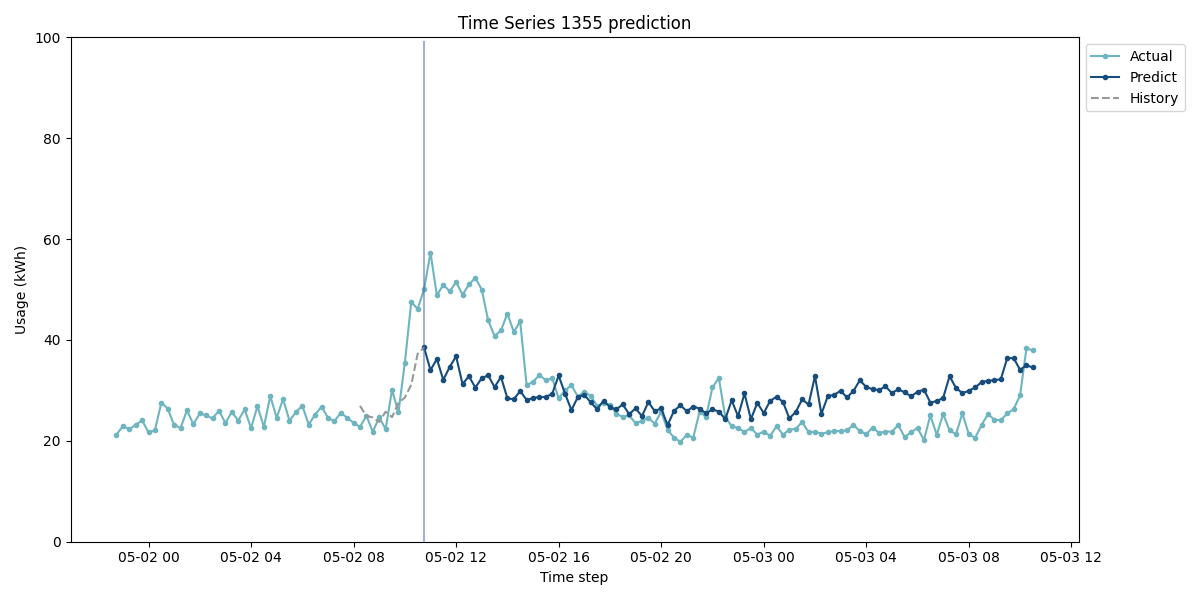 Time Series 1355 prediction
100
80
60
40
20
0
Usage (kWh)
05-02 00
05-02 04
05-02 08
05-02 12
05-02 16
05-02 20
05-03 00
05-03 04
05-03 08
05-03 12
Time step
Actual
Predict
History